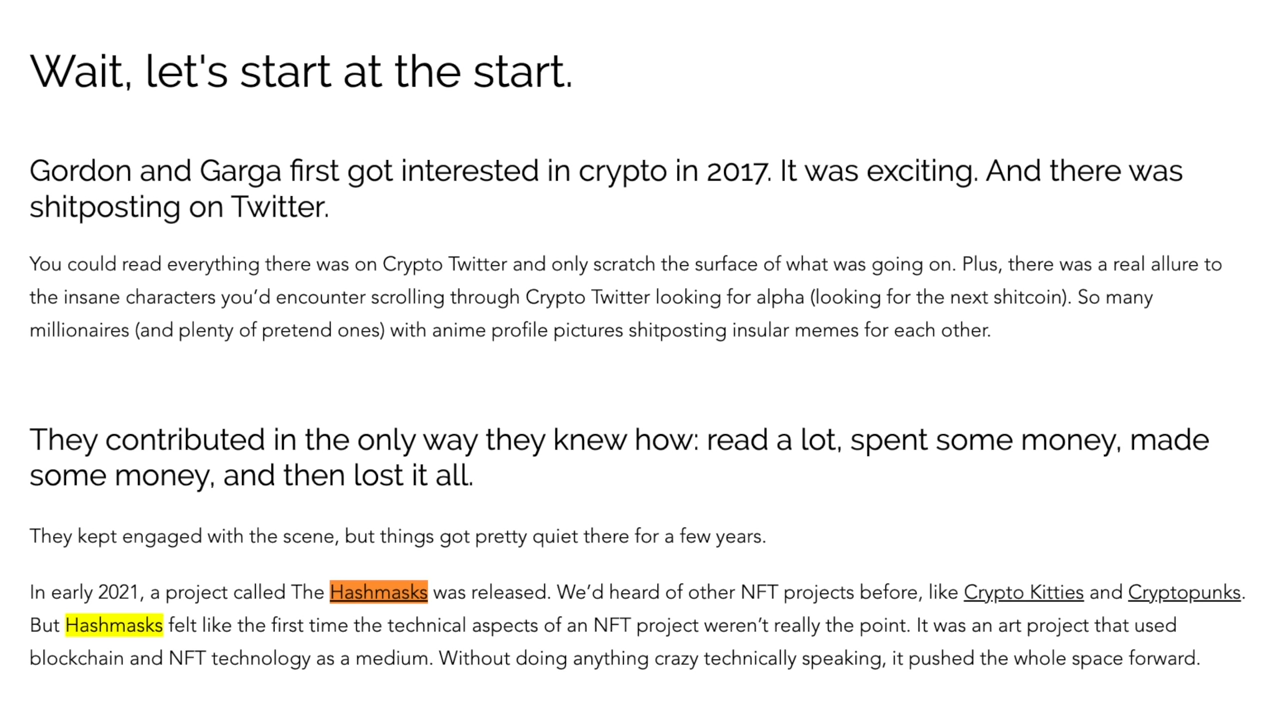 Wait, let's start at the start.
Gordon and Garga first got interested in crypto in 2017. It was exciting. And there was
shitposting on Twitter.
You could read everything there was on Crypto Twitter and only scratch the surface of what was going on. Plus, there was a real allure to
the insane characters you’d encounter scrolling through Crypto Twitter looking for alpha (looking for the next shitcoin). So many
millionaires (and plenty of pretend ones) with anime profile pictures shitposting insular memes for each other.
They contributed in the only way they knew how: read a lot, spent some money, made
some money, and then lost it all.
They kept engaged with the scene, but things got pretty quiet there for a few years.
In early 2021, a project called The Hashmasks was released. We’d heard of other NFT projects before, like Crypto Kitties and Cryptopunks.
But Hashmasks felt like the first time the technical aspects of an NFT project weren’t really the point. It was an art project that used
blockchain and NFT technology as a medium. Without doing anything crazy technically speaking, it pushed the whole space forward.